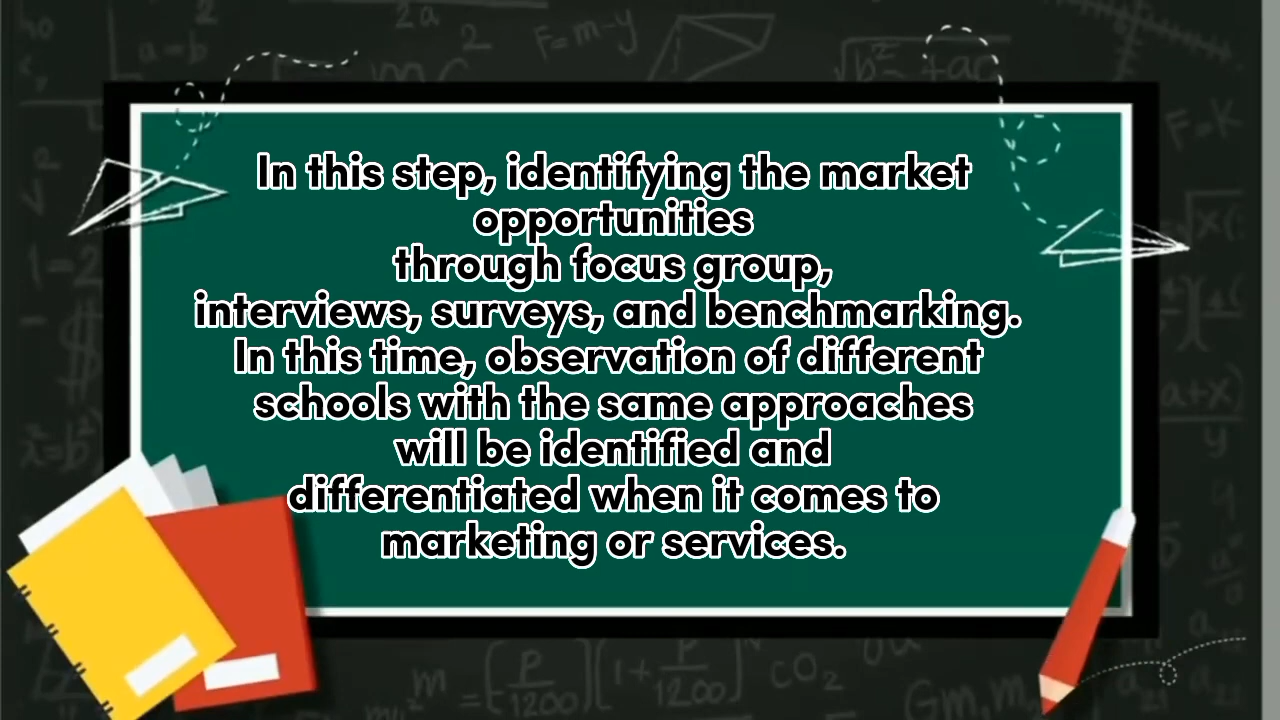 In this step, identifying the market
opportunities
through focus group,
interviews, surveys, and benchmarking.
In this time, observation of different
schools with the same approaches
will be identified and
differentiated when it comes to
marketing or services.